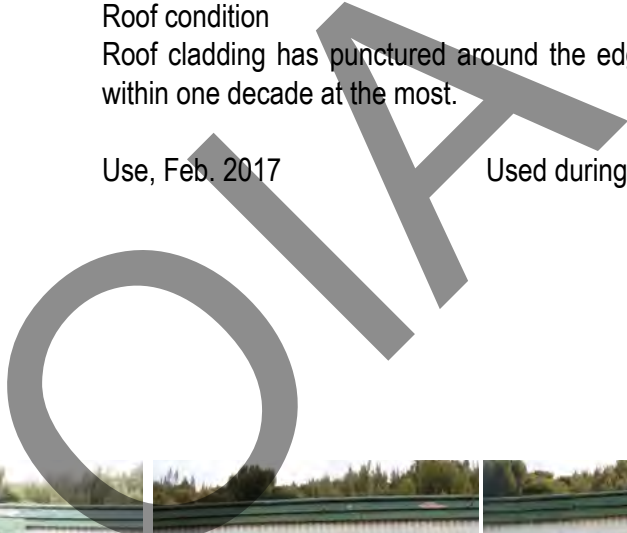 Roof condition
Roof cladding has punctured around the
within one decade at the most.
Use, Feb. 2017 Used during
OIA